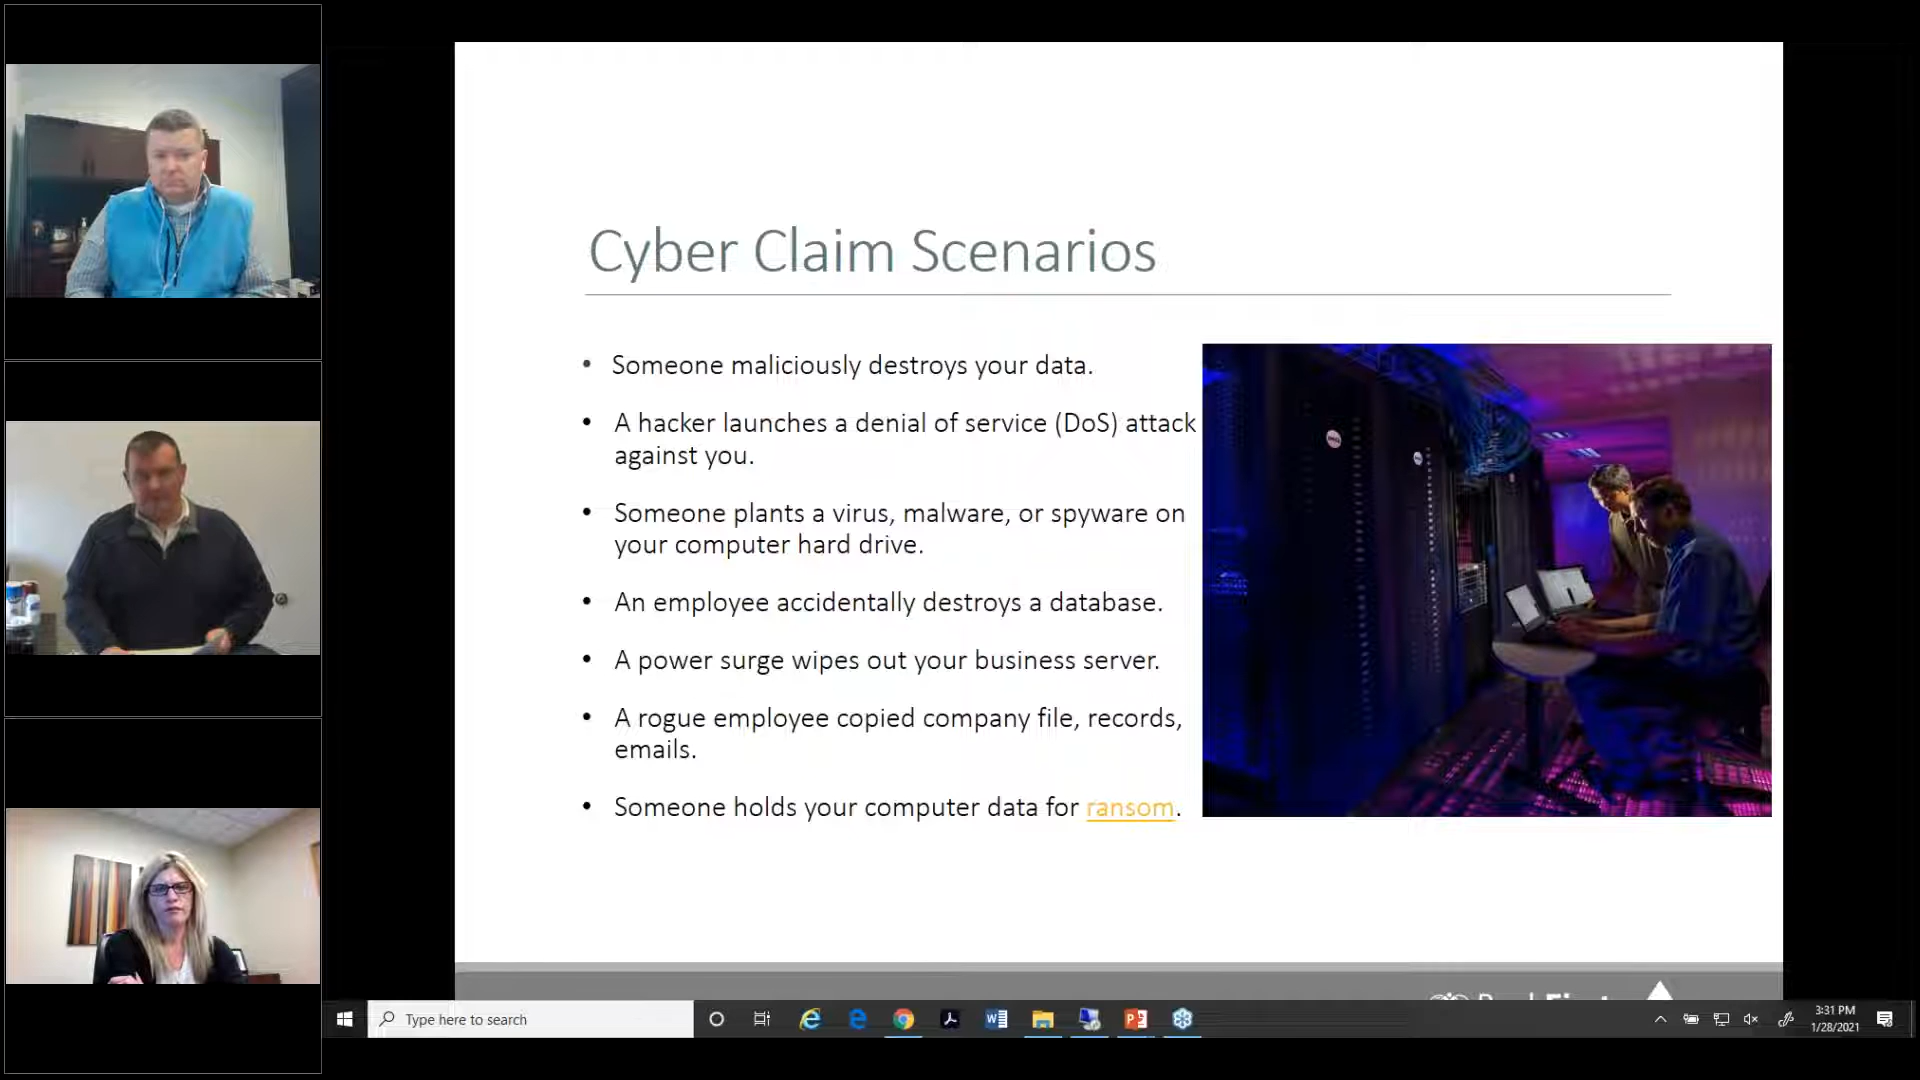 Cyber Claim Scenarios
• Someone maliciously destroys your data.
• A hacker launches a denial of service (DoS) attack
against you.
• Someone plants a virus, malware, or spyware on
your computer hard drive.
• An employee accidentally destroys a database.
• A power surge wipes out your business server.
• A rogue employee copied company file, records,
emails.
• Someone holds your computer data for ransom.
Type here to search
3:31 PM
1/28/2021